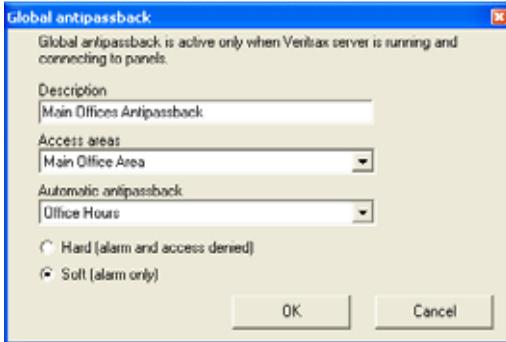 Global antipassback
Global antipassback is active only when Veritrax server is running and
connecting to panels.
Description
Main Offices Antipassback
Access areas
Main Office Area
Automatic antipassback
Office Hours
Hard (alarm and access denied)
Soft (alarm only)
OK Cancel